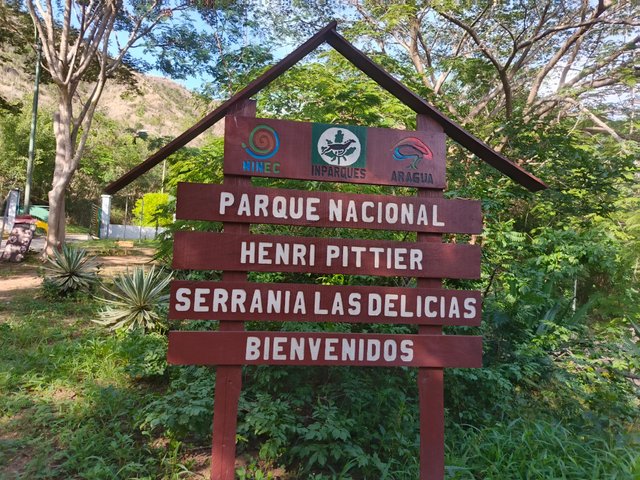 MINEC INPARQUES ARAGUA
PARQUE NACIONAL
HENRI PITTIER
SERRANIA LAS DELICIAS
BIENVENIDOS